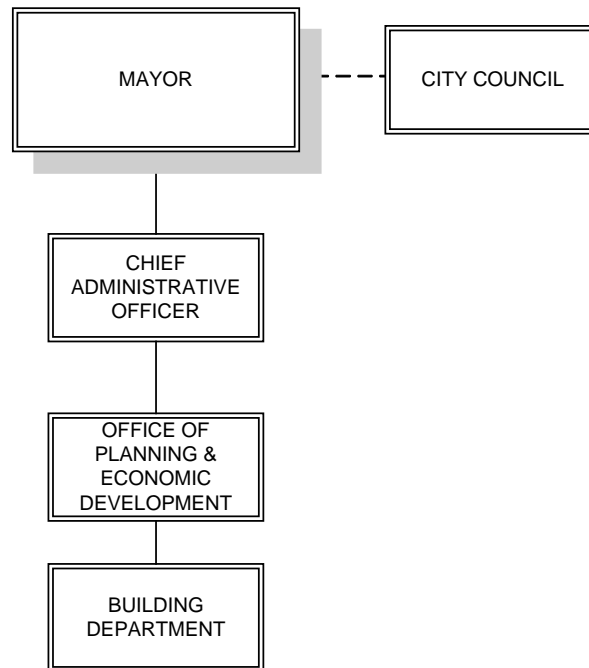 MAYOR
CITY COUNCIL
CHIEF
ADMINISTRATIVE
OFFICER
OFFICE OF
PLANNING &
ECONOMIC
DEVELOPMENT
BUILDING
DEPARTMENT